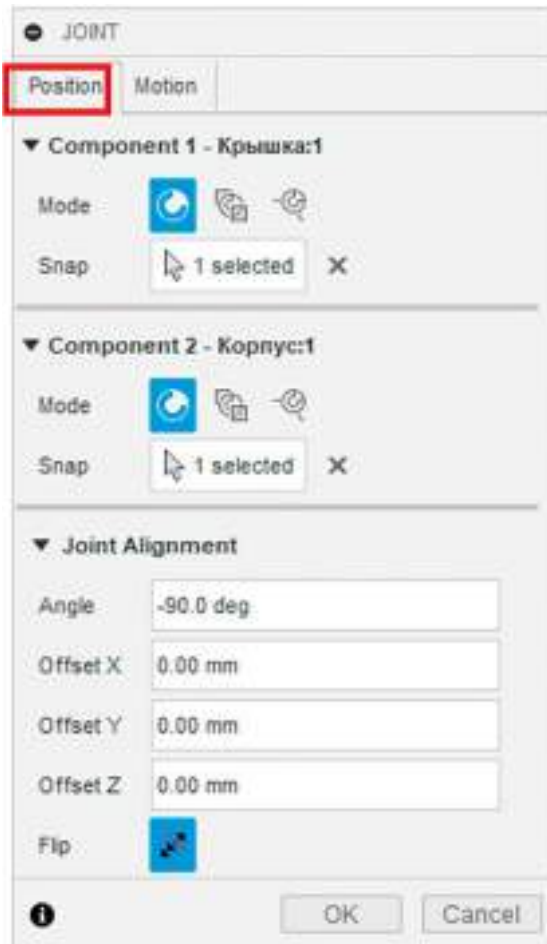 JOINT
Position Motion
Component 1 - Крышка:1
Mode
Snap 1 selected
Component 2 - Корпус:1
Mode
Snap 1 selected
Joint Alignment
Angle -90.0 deg
Offset X 0.00 mm
Offset Y 0.00 mm
Offset Z 0.00 mm
Flip
OK Cancel